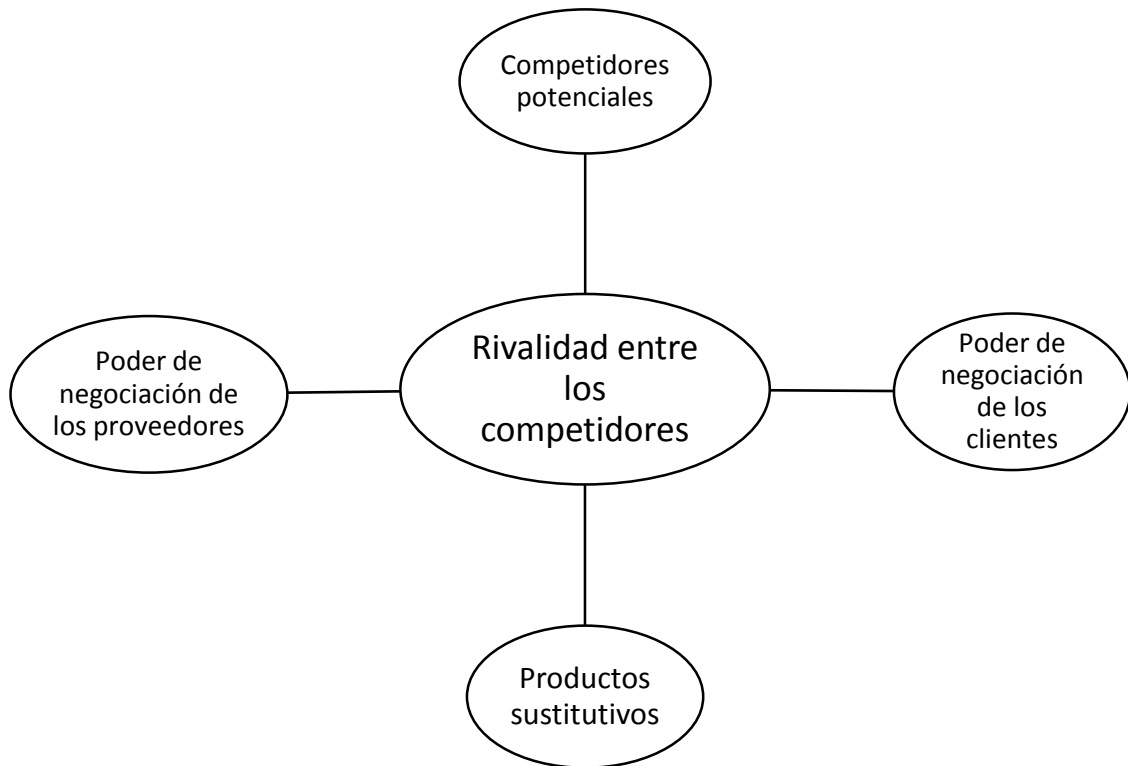 Competidores
potenciales
Poder de
negociación de
los proveedores
Rivalidad entre
los
competidores
Poder de
negociación
de los
clientes
Productos
sustitutivos